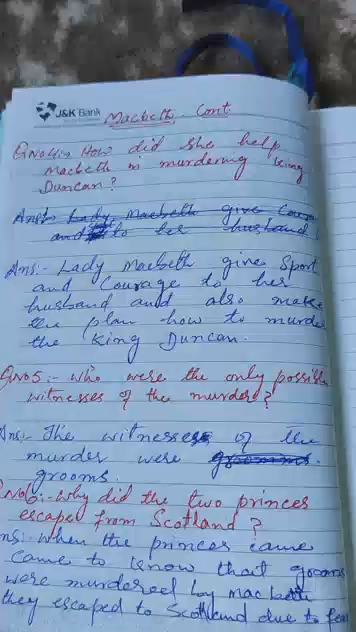 J&K Bank
Macbeth Cont
Qno4:- How did she help
Macbeth in murdering King
Duncan?
Ans:- Lady Macbeth give Cour
and to her husband
Ans:- Lady Macbeth give Sport
and Courage to her
husband and also make
the plan how to murder
the King Duncan.
Qno5:- Who were the only possible
witnesses of the murder?
Ans:- The witnesses of the
murder were grooms.
grooms
no6:- Why did the two princes
escaped from Scotland?
ns:- When the princes came
came to know that grooms
were murdered by Macbeth
they escaped to Scotland due to fear